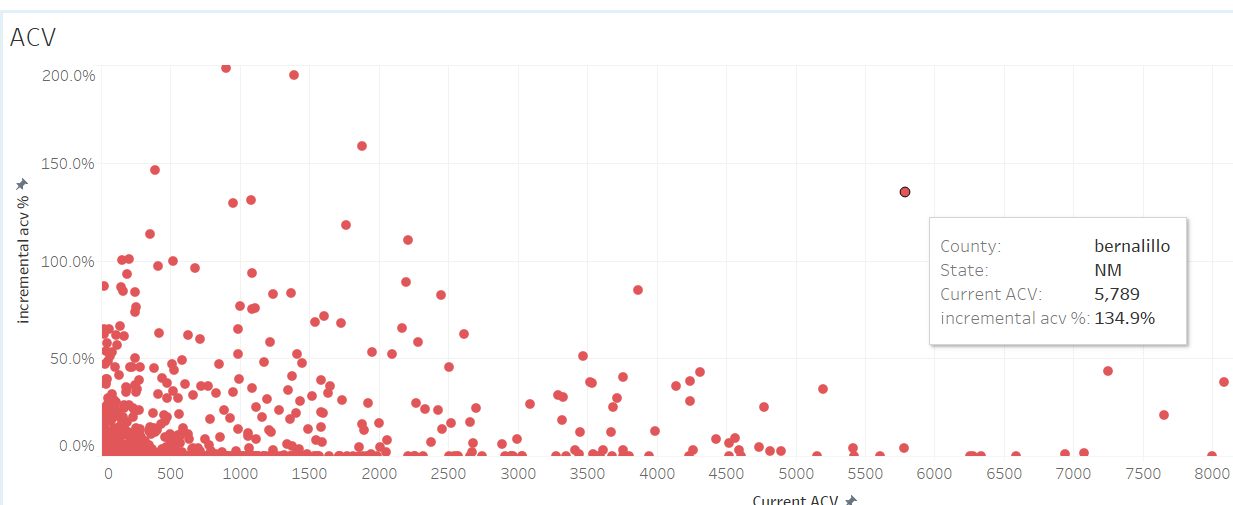 ACV
200.0%
150.0%
100.0%
50.0%
0.0%
incremental acv %
County: bernalillo
State: NM
Current ACV: 5,789
incremental acv %: 134.9%
0 500 1000 1500 2000 2500 3000 3500 4000 4500 5000 5500 6000 6500 7000 7500 8000
Current ACV